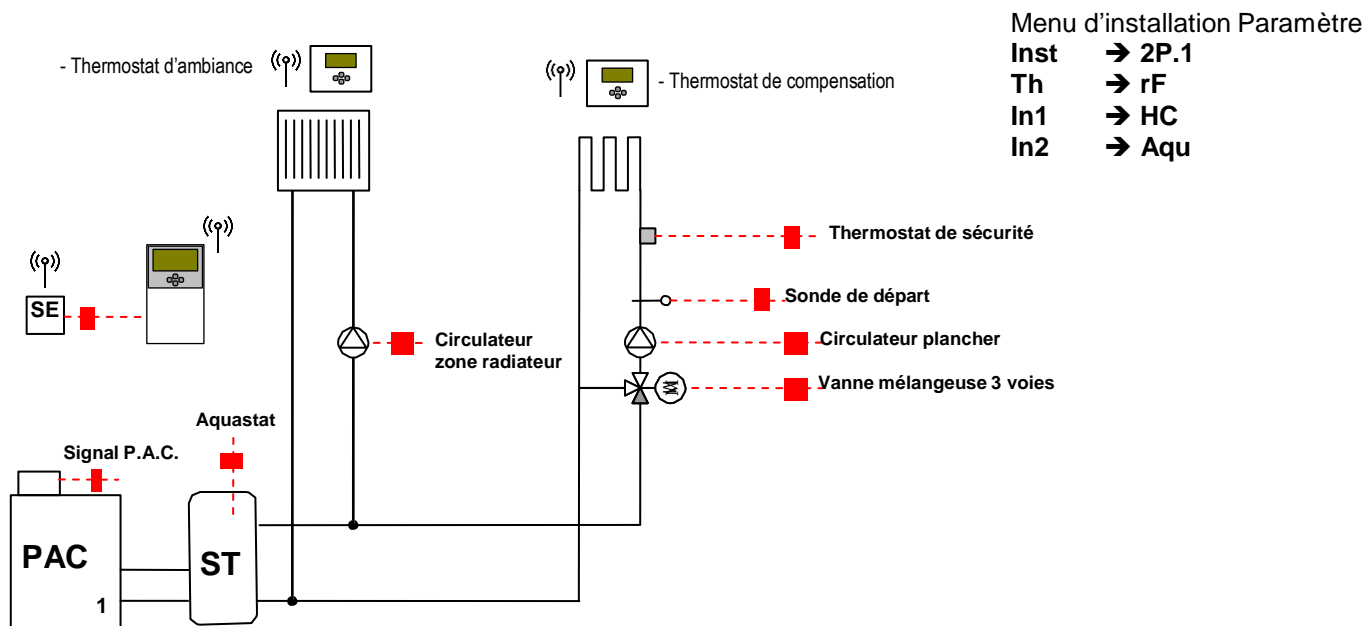 Menu d’installation Paramètre
Inst ➔ 2P.1
Th ➔ rF
In1 ➔ HC
In2 ➔ Aqu
- Thermostat d’ambiance
- Thermostat de compensation
Thermostat de sécurité
SE
Sonde de départ
Circulateur
zone radiateur
Circulateur plancher
Vanne mélangeuse 3 voies
Aquastat
Signal P.A.C.
PAC
1
ST